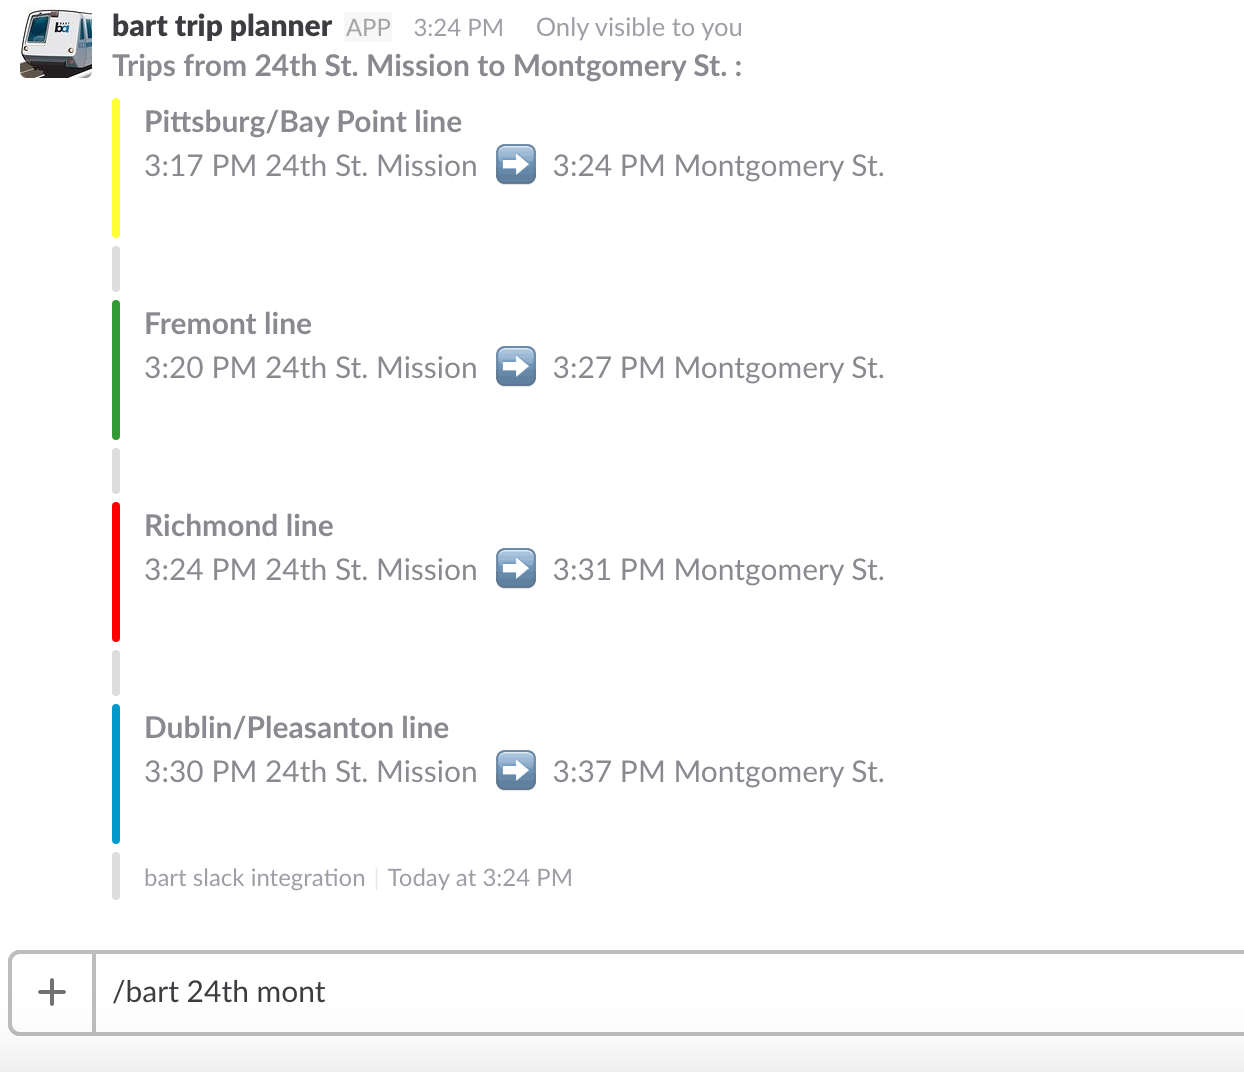 bart trip planner APP 3:24 PM Only visible to you
Trips from 24th St. Mission to Montgomery St. :
Pittsburg/Bay Point line
3:17 PM 24th St. Mission ➡️ 3:24 PM Montgomery St.
Fremont line
3:20 PM 24th St. Mission ➡️ 3:27 PM Montgomery St.
Richmond line
3:24 PM 24th St. Mission ➡️ 3:31 PM Montgomery St.
Dublin/Pleasanton line
3:30 PM 24th St. Mission ➡️ 3:37 PM Montgomery St.
bart slack integration | Today at 3:24 PM
/bart 24th mont